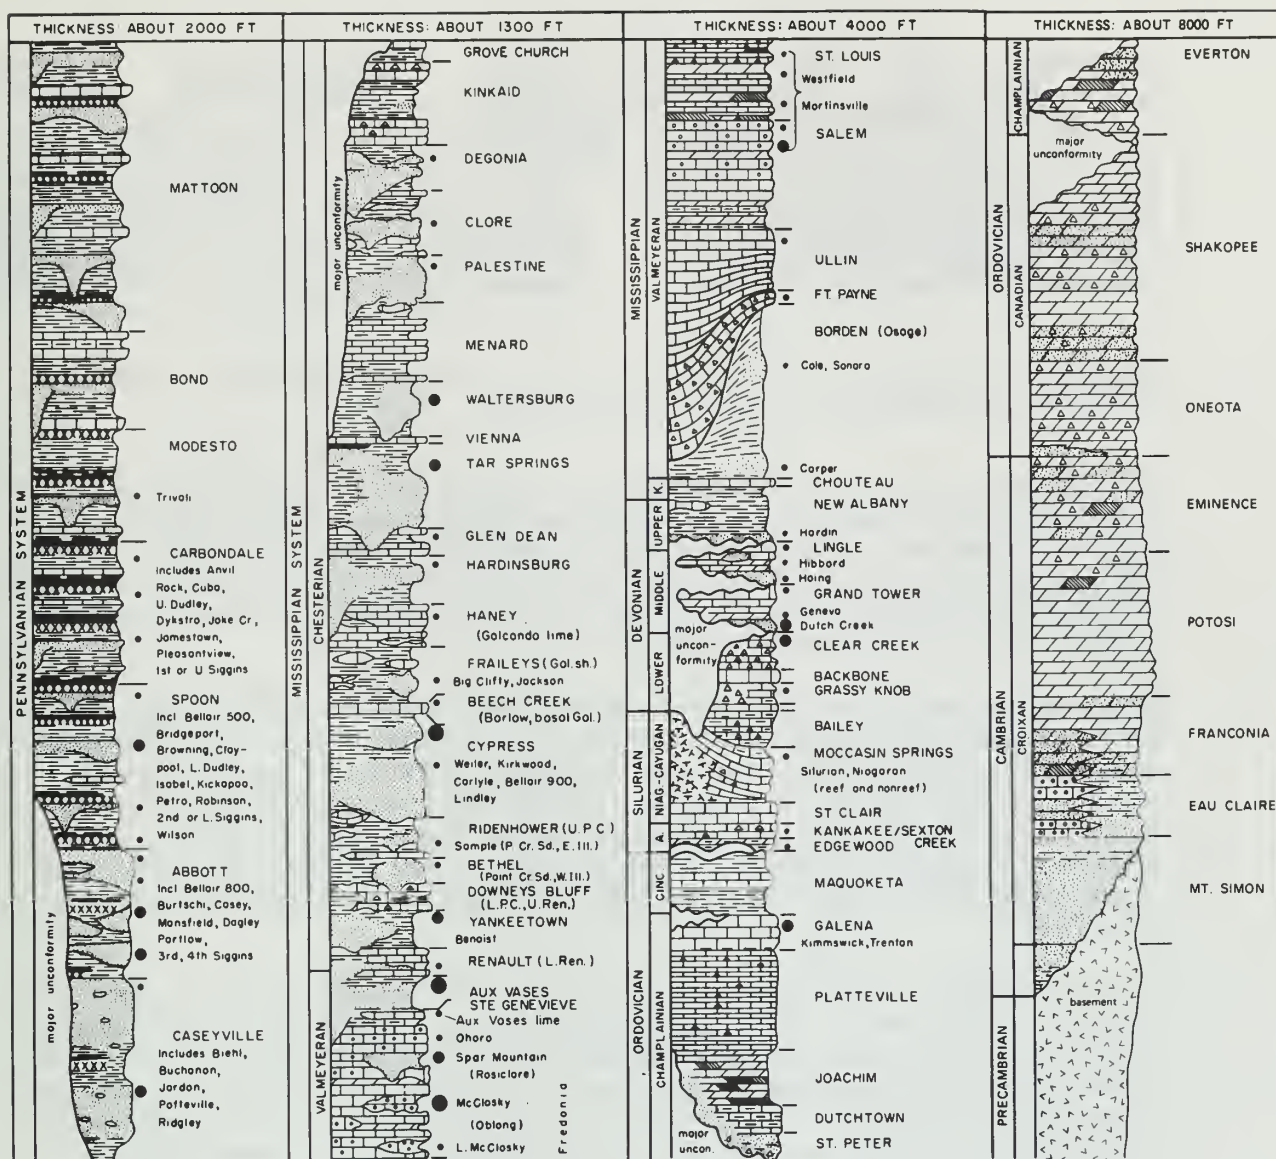 THICKNESS: ABOUT 2000 FT
PENNSYLVANIAN SYSTEM
MATTOON
BOND
MODESTO
Trivoli
CARBONDALE
Includes Anvil
Rock, Cuba,
U. Dudley,
Dykstra, Jake Cr,
Jamestown,
Pleasantview,
1st or U Siggins
SPOON
Incl Bellair 500,
Bridgeport,
Browning, Clay-
pool, L. Dudley,
Isabel, Kickapoo,
Petro, Robinson,
2nd or L. Siggins,
Wilson
ABBOTT
Incl Bellair 800,
Burtschi, Casey,
Mansfield, Dagley
Partlow,
3rd, 4th Siggins
major unconformity
CASEYVILLE
Includes Biehl,
Buchanan,
Jordan,
Pottsville,
Ridgley
THICKNESS: ABOUT 1300 FT
MISSISSIPPIAN SYSTEM
CHESTERIAN
VALMEYERAN
major unconformity
GROVE CHURCH
KINKAID
DEGONIA
CLORE
PALESTINE
MENARD
WALTERSBURG
VIENNA
TAR SPRINGS
GLEN DEAN
HARDINSBURG
HANEY
(Golconda lime)
FRAILEYS (Gol. sh.)
Big Clifty, Jackson
BEECH CREEK
(Barlow, basal Gol.)
CYPRESS
Weiler, Kirkwood,
Carlyle, Bellair 900,
Lindley
RIDENHOWER (U.P.C)
Sample (P. Cr. Sd., E. Ill.)
BETHEL
(Paint Cr. Sd., W. Ill.)
DOWNEYS BLUFF
(L.P.C., U. Ren.)
YANKEETOWN
Benoist
RENAULT (L. Ren.)
AUX VASES
STE GENEVIEVE
Aux Vases lime
Ohara
Spar Mountain
(Rosiclare)
McClosky
(Oblong)
L. McClosky
Fredonia
THICKNESS: ABOUT 4000 FT
MISSISSIPPIAN
VALMEYERAN
K.
DEVONIAN
UPPER
MIDDLE
LOWER
SILURIAN
NIAG.-CAYUGAN
A.
ORDOVICIAN
CINC
CHAMPLAINIAN
ST. LOUIS
Westfield
Martinsville
SALEM
ULLIN
FT. PAYNE
BORDEN (Osage)
Cole, Sonora
Carper
CHOUTEAU
NEW ALBANY
Hardin
LINGLE
Hibbard
Hoing
GRAND TOWER
Geneva
Dutch Creek
major
uncon-
formity
CLEAR CREEK
BACKBONE
GRASSY KNOB
BAILEY
MOCCASIN SPRINGS
Silurian, Niagaran
(reef and nonreef)
ST CLAIR
KANKAKEE/SEXTON
EDGEWOOD CREEK
MAQUOKETA
GALENA
Kimmswick, Trenton
PLATTEVILLE
JOACHIM
DUTCHTOWN
ST. PETER
major
uncon.
THICKNESS: ABOUT 8000 FT
ORDOVICIAN
CHAMPLAINIAN
CANADIAN
CAMBRIAN
CROIXAN
PRECAMBRIAN
EVERTON
major
unconformity
SHAKOPEE
ONEOTA
EMINENCE
POTOSI
FRANCONIA
EAU CLAIRE
MT. SIMON
basement